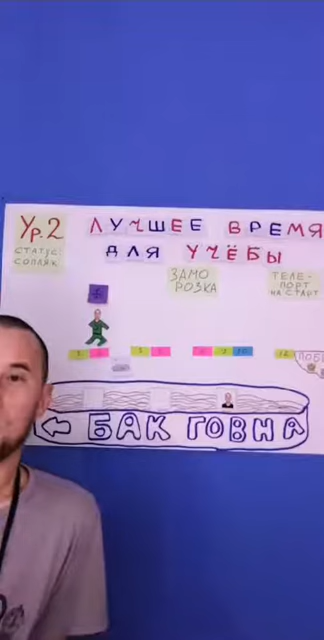 Ур.2
СТАТУС:
СОПЛЯК
ЛУЧШЕЕ ВРЕМЯ
ДЛЯ УЧЁБЫ
ЗАМО
РОЗКА
ТЕЛЕ-
ПОРТ
НА СТАРТ
БАК ГОВНА